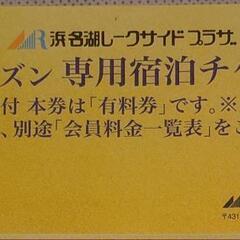 浜名湖レークサイドプラザ
ズン 専用宿泊チケ
付 本券は「有料券」です。※
、別途「会員料金一覧表」をご
〒431